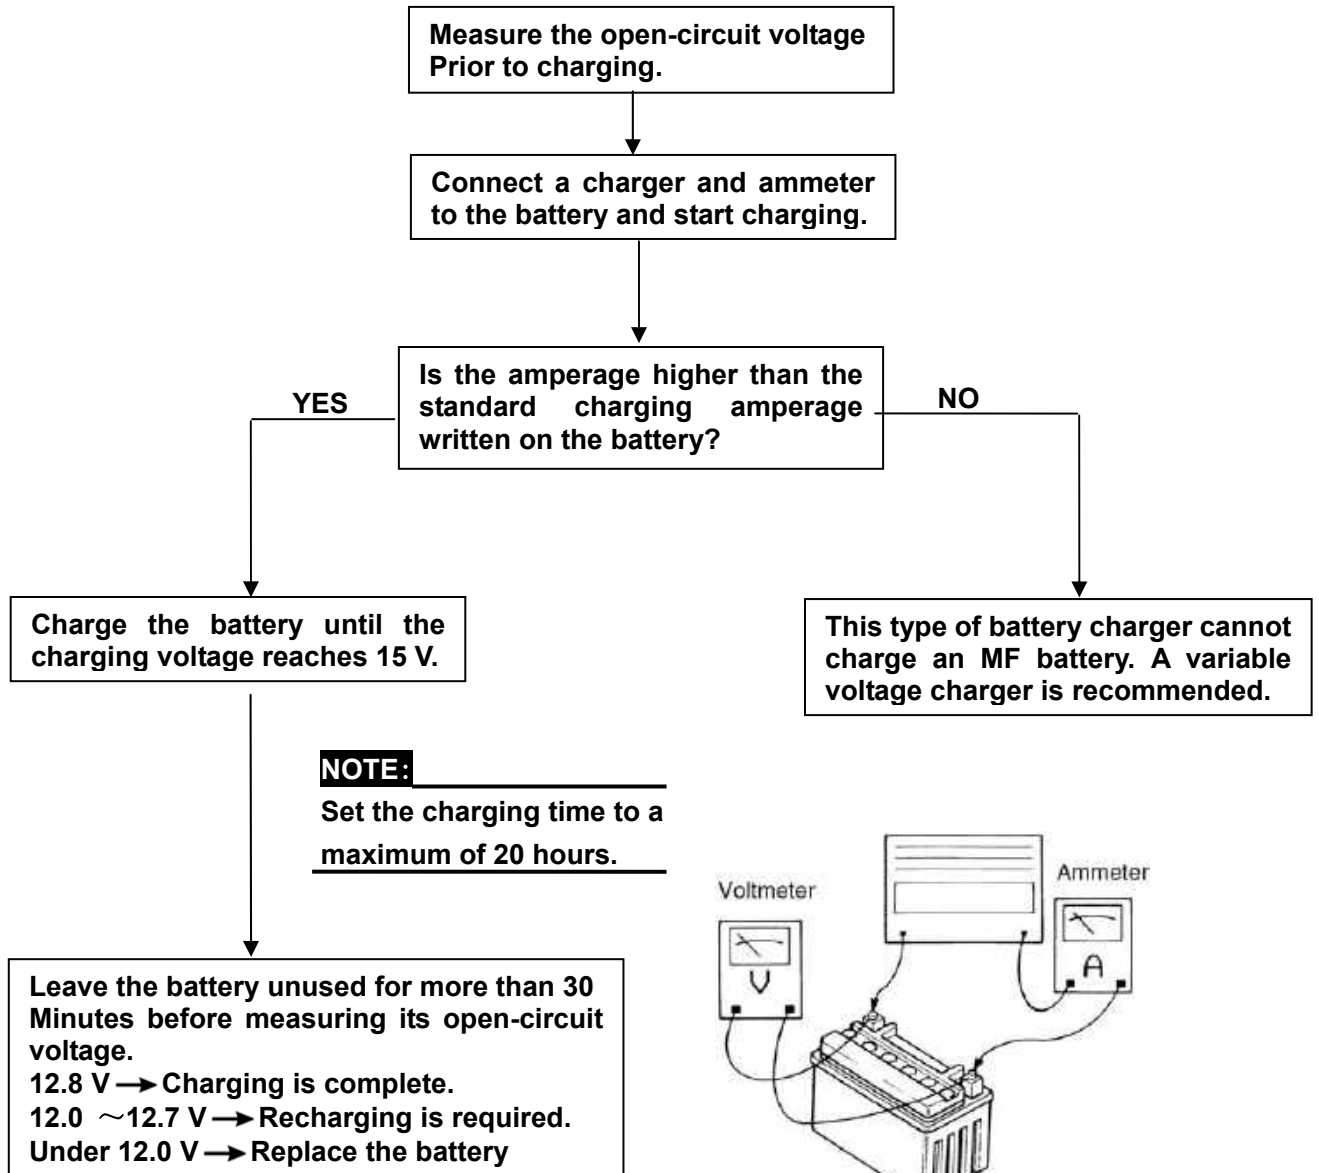 Measure the open-circuit voltage
Prior to charging.
Connect a charger and ammeter
to the battery and start charging.
Is the amperage higher than the
standard charging amperage
written on the battery?
YES
NO
Charge the battery until the
charging voltage reaches 15 V.
This type of battery charger cannot
charge an MF battery. A variable
voltage charger is recommended.
NOTE:
Set the charging time to a
maximum of 20 hours.
Voltmeter
Ammeter
V
A
Leave the battery unused for more than 30
Minutes before measuring its open-circuit
voltage.
12.8 V → Charging is complete.
12.0 ～12.7 V → Recharging is required.
Under 12.0 V → Replace the battery